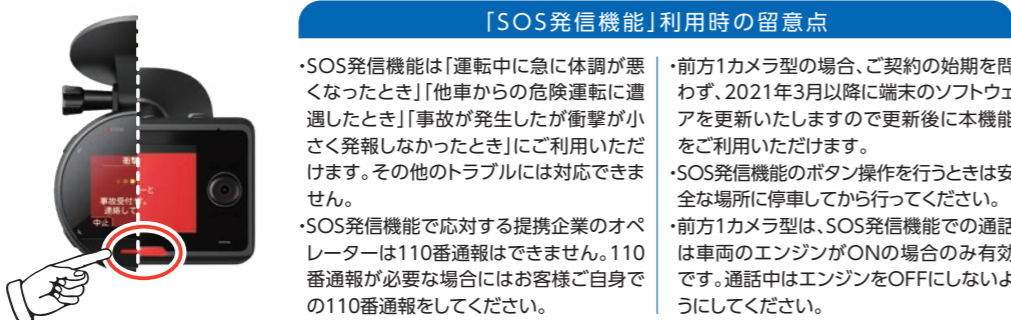 「SOS発信機能」利用時の留意点
・SOS発信機能は「運転中に急に体調が悪
くなったとき」「他車からの危険運転に遭
遇したとき」「事故が発生したが衝撃が小
さく発報しなかったとき」にご利用いただ
けます。その他のトラブルには対応できま
せん。
・SOS発信機能で応対する提携企業のオペ
レーターは110番通報はできません。110
番通報が必要な場合にはお客様ご自身で
の110番通報をしてください。
・前方1カメラ型の場合、ご契約の始期を問
わず、2021年3月以降に端末のソフトウェ
アを更新いたしますので更新後に本機能
をご利用いただけます。
・SOS発信機能のボタン操作を行うときは安
全な場所に停車してから行ってください。
・前方1カメラ型は、SOS発信機能での通話
は車両のエンジンがONの場合のみ有効
です。通話中はエンジンをOFFにしないよ
うにしてください。
衝撃
ーと
事故受付
連絡して
中止